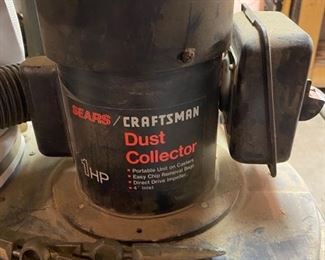 SEARS / CRAFTSMAN
Dust
Collector
1 HP
• Portable Unit on Casters
• Easy Chip Removal Bags
• Direct Drive Impeller
• 4" Inlet